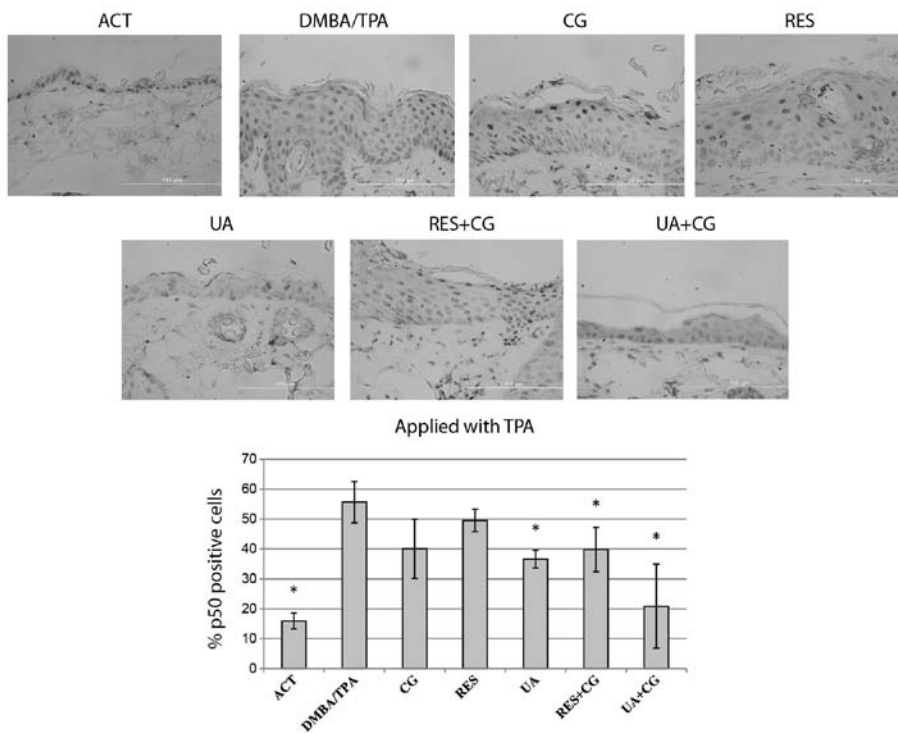 ACT DMBA/TPA CG RES
UA RES+CG UA+CG
Applied with TPA
70
60
50
40
30
20
10
0
% p50 positive cells
*
*
*
*
ACT DMBA/TPA CG RES UA RES+CG UA+CG